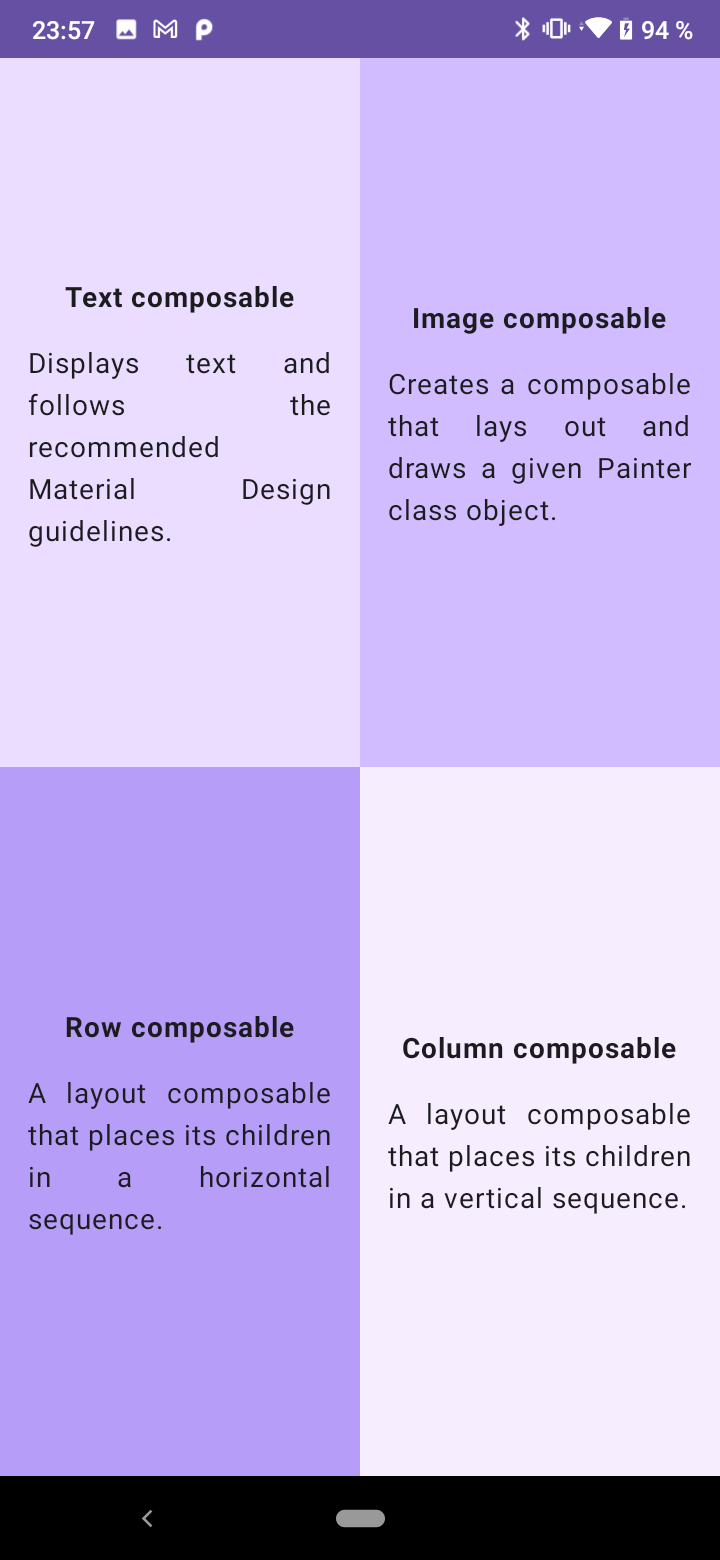 23:57
94 %
Text composable
Displays text and
follows the
recommended
Material Design
guidelines.
Image composable
Creates a composable
that lays out and
draws a given Painter
class object.
Row composable
A layout composable
that places its children
in a horizontal
sequence.
Column composable
A layout composable
that places its children
in a vertical sequence.